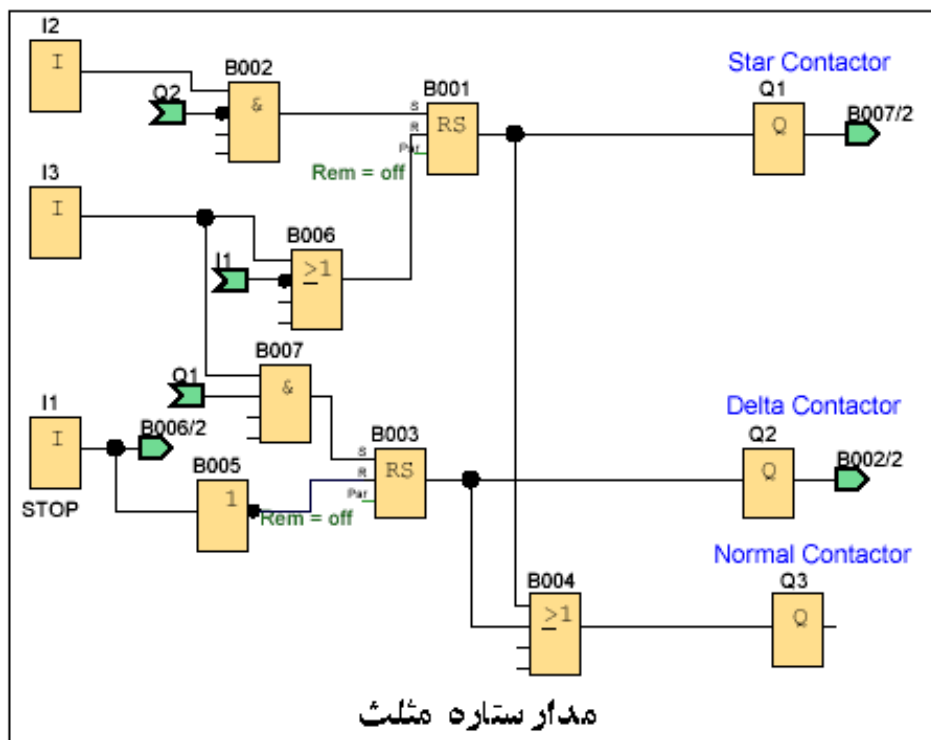 I2
I
Q2
B002
&
B001
S
R
Par
RS
Rem = off
Star Contactor
Q1
Q
B007/2
I3
I
B006
I1
>1
B007
Q1
&
I1
I
STOP
B006/2
B005
1
Rem = off
B003
S
R
Par
RS
Delta Contactor
Q2
Q
B002/2
Normal Contactor
B004
>1
Q3
Q
مدار ستاره مثلث